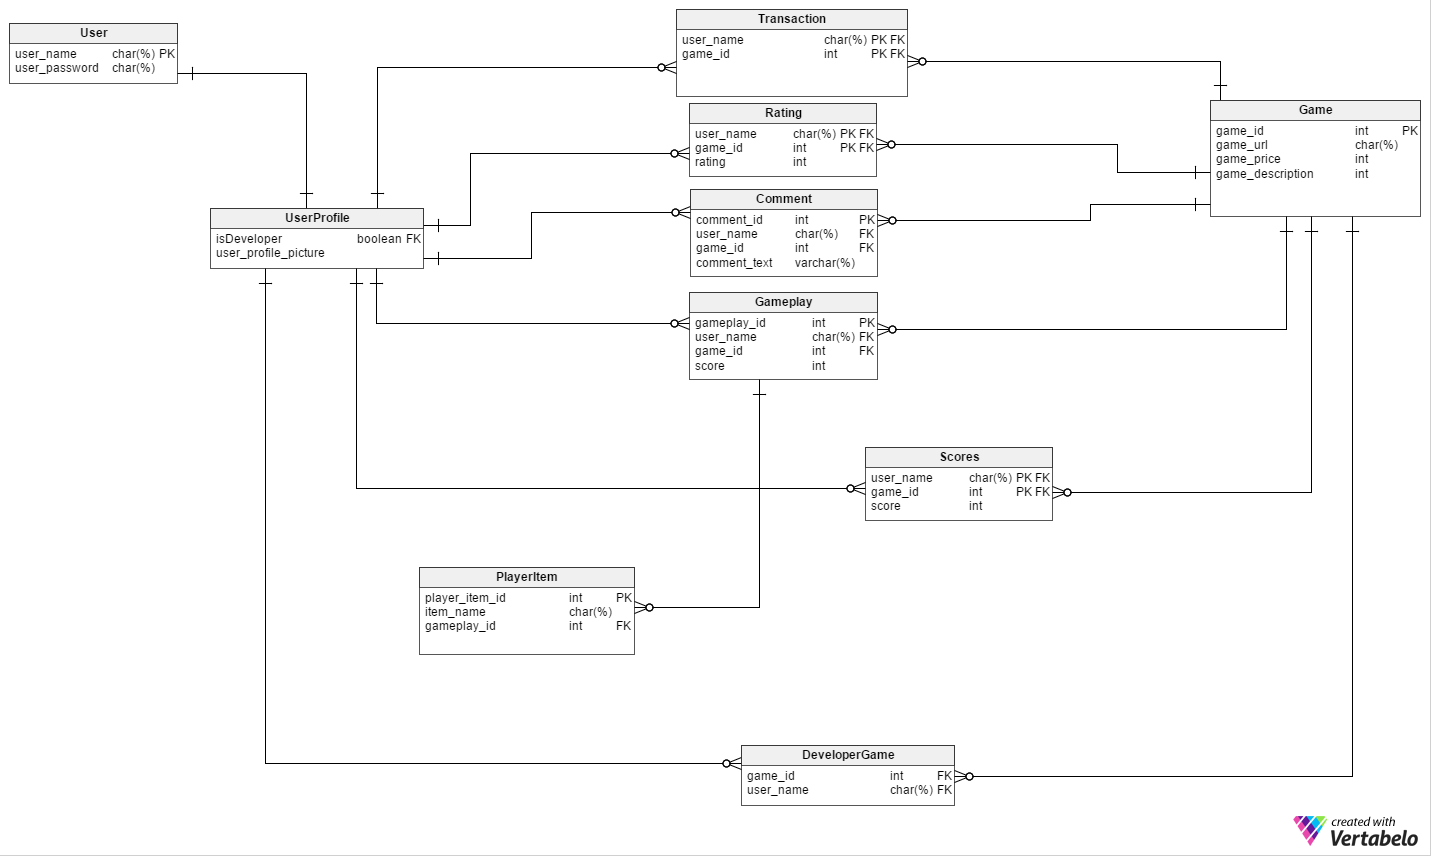 User
user_name char(%) PK
user_password char(%)
Transaction
user_name char(%) PK FK
game_id int PK FK
Rating
user_name char(%) PK FK
game_id int PK FK
rating int
Game
game_id int PK
game_url char(%)
game_price int
game_description int
Comment
comment_id int PK
user_name char(%) FK
game_id int FK
comment_text varchar(%)
UserProfile
isDeveloper boolean FK
user_profile_picture
Gameplay
gameplay_id int PK
user_name char(%) FK
game_id int FK
score int
Scores
user_name char(%) PK FK
game_id int PK FK
score int
PlayerItem
player_item_id int PK
item_name char(%)
gameplay_id int FK
DeveloperGame
game_id int FK
user_name char(%) FK
created with
Vertabelo